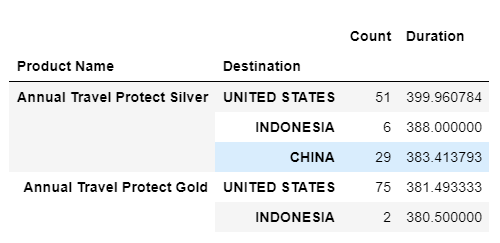 Count Duration
Product Name Destination
Annual Travel Protect Silver UNITED STATES 51 399.960784
INDONESIA 6 388.000000
CHINA 29 383.413793
Annual Travel Protect Gold UNITED STATES 75 381.493333
INDONESIA 2 380.500000